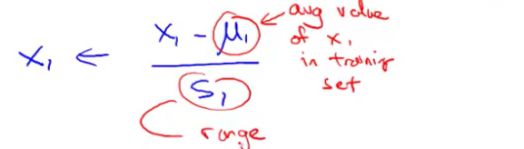 x₁ ← (x₁ - μ₁) / s₁
avg value
of x₁
in training
set
range